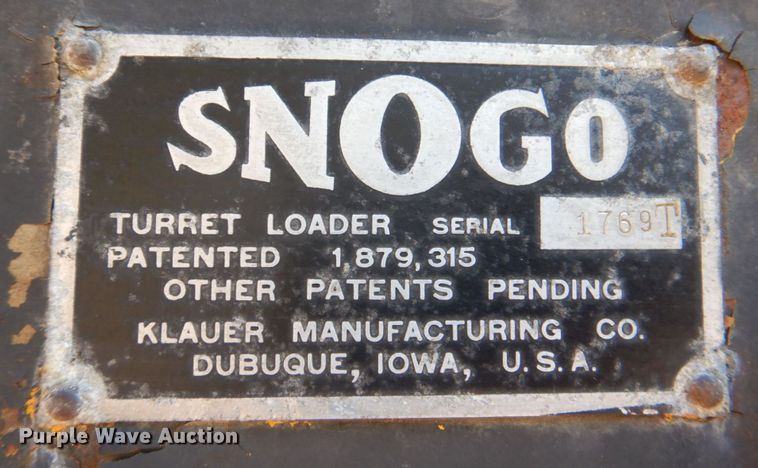 SNOGO
TURRET LOADER SERIAL 1769T
PATENTED 1,879,315
OTHER PATENTS PENDING
KLAUER MANUFACTURING CO.
DUBUQUE, IOWA, U.S.A.
Purple Wave Auction